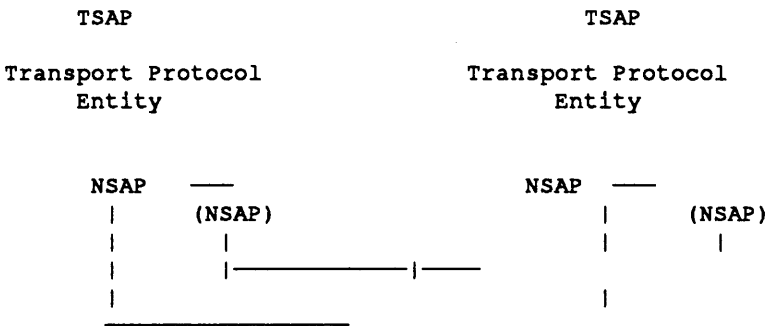 TSAP TSAP
Transport Protocol Transport Protocol
Entity Entity
NSAP NSAP
(NSAP) (NSAP)